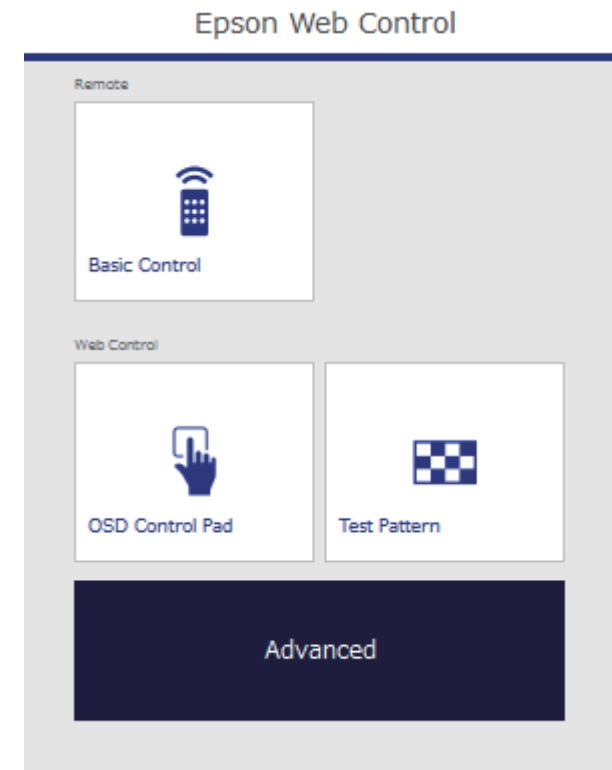 Epson Web Control
Remote
Basic Control
Web Control
OSD Control Pad
Test Pattern
Advanced